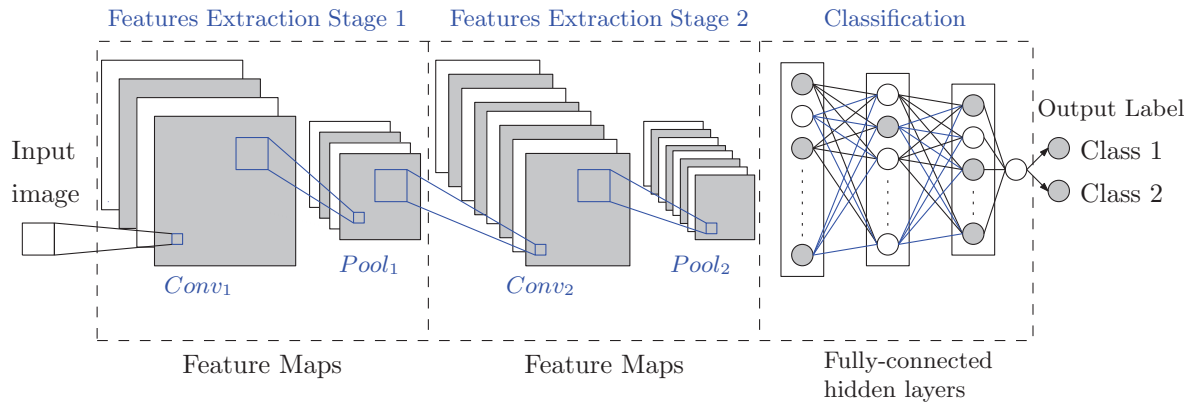 Features Extraction Stage 1
Features Extraction Stage 2
Classification
Input
image
Output Label
Class 1
Class 2
Conv₁
Pool₁
Conv₂
Pool₂
Feature Maps
Feature Maps
Fully-connected
hidden layers